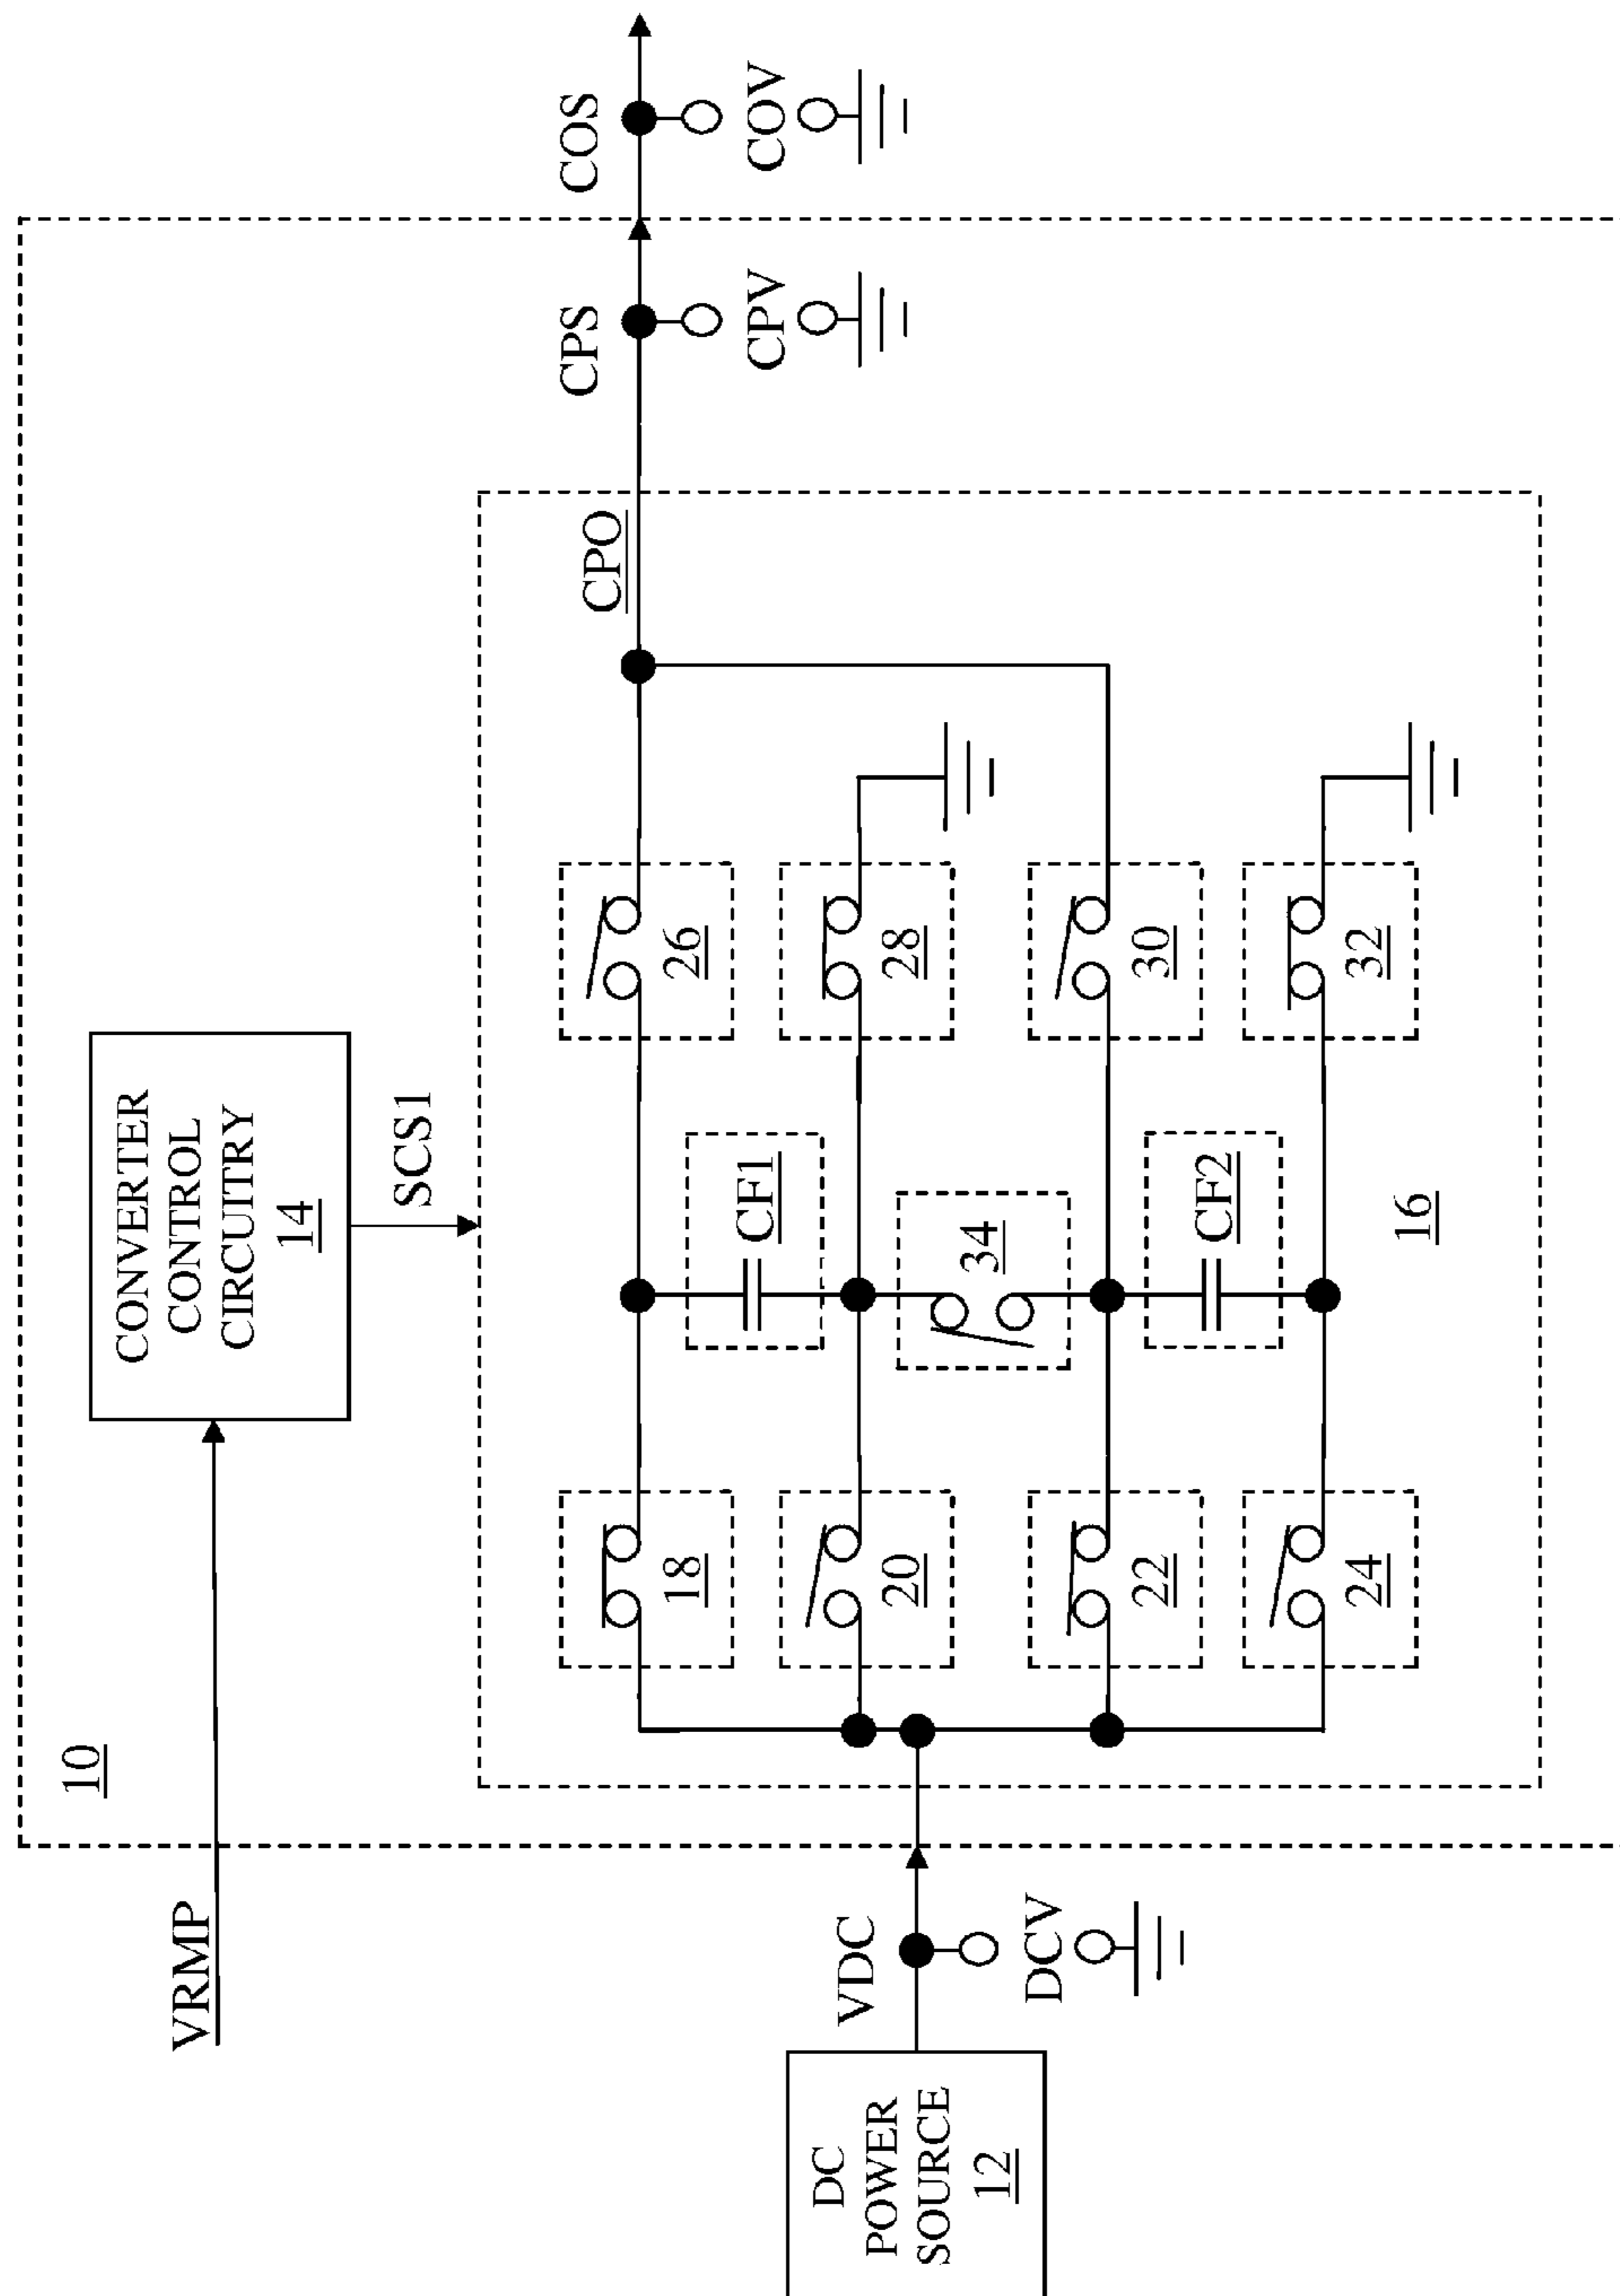 10
VRMP
CONVERTER
CONTROL
CIRCUITRY
14
SCS1
DC
POWER
SOURCE
12
VDC
DCV
18
20
22
24
CF1
34
CF2
26
28
30
32
16
CPO
CPS
CPV
COS
COV